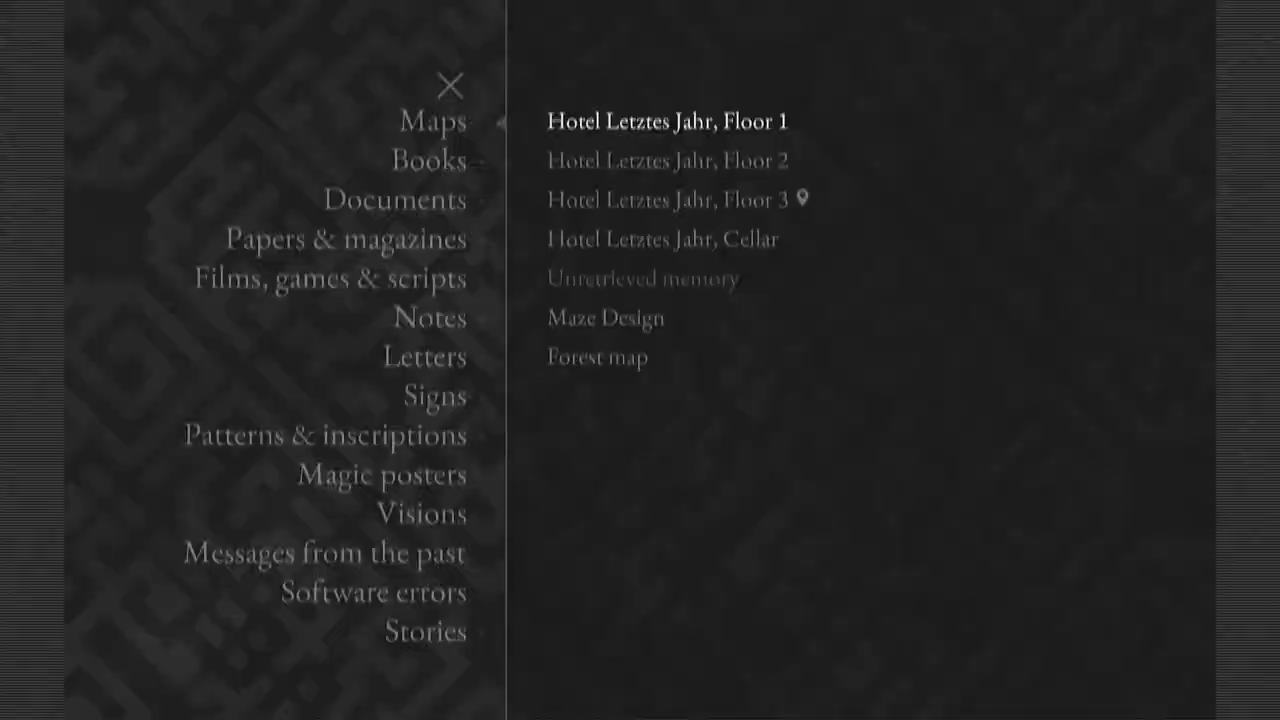 Maps
Books
Documents
Papers & magazines
Films, games & scripts
Notes
Letters
Signs
Patterns & inscriptions
Magic posters
Visions
Messages from the past
Software errors
Stories
Hotel Letztes Jahr, Floor 1
Hotel Letztes Jahr, Floor 2
Hotel Letztes Jahr, Floor 3
Hotel Letztes Jahr, Cellar
Unretrieved memory
Maze Design
Forest map